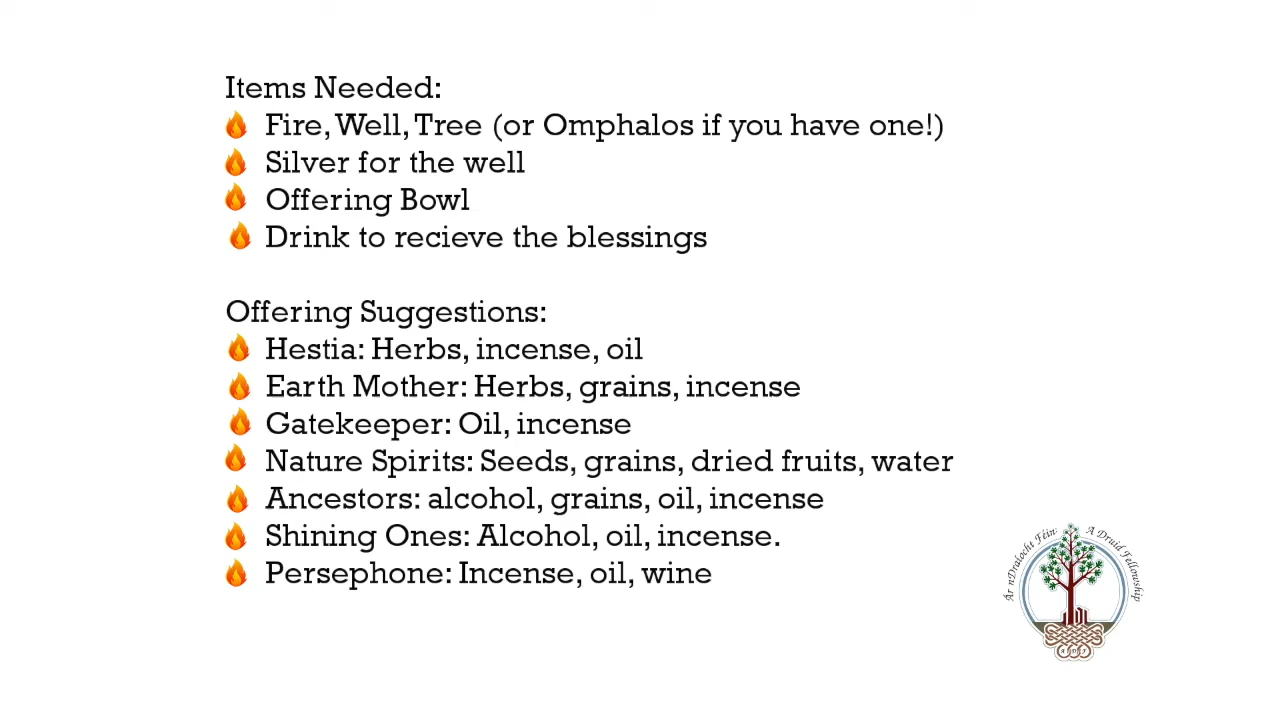 Items Needed:
Fire, Well, Tree (or Omphalos if you have one!)
Silver for the well
Offering Bowl
Drink to recieve the blessings
Offering Suggestions:
Hestia: Herbs, incense, oil
Earth Mother: Herbs, grains, incense
Gatekeeper: Oil, incense
Nature Spirits: Seeds, grains, dried fruits, water
Ancestors: alcohol, grains, oil, incense
Shining Ones: Alcohol, oil, incense.
Persephone: Incense, oil, wine
Ár nDraíocht Féin: A Druid Fellowship
ADF